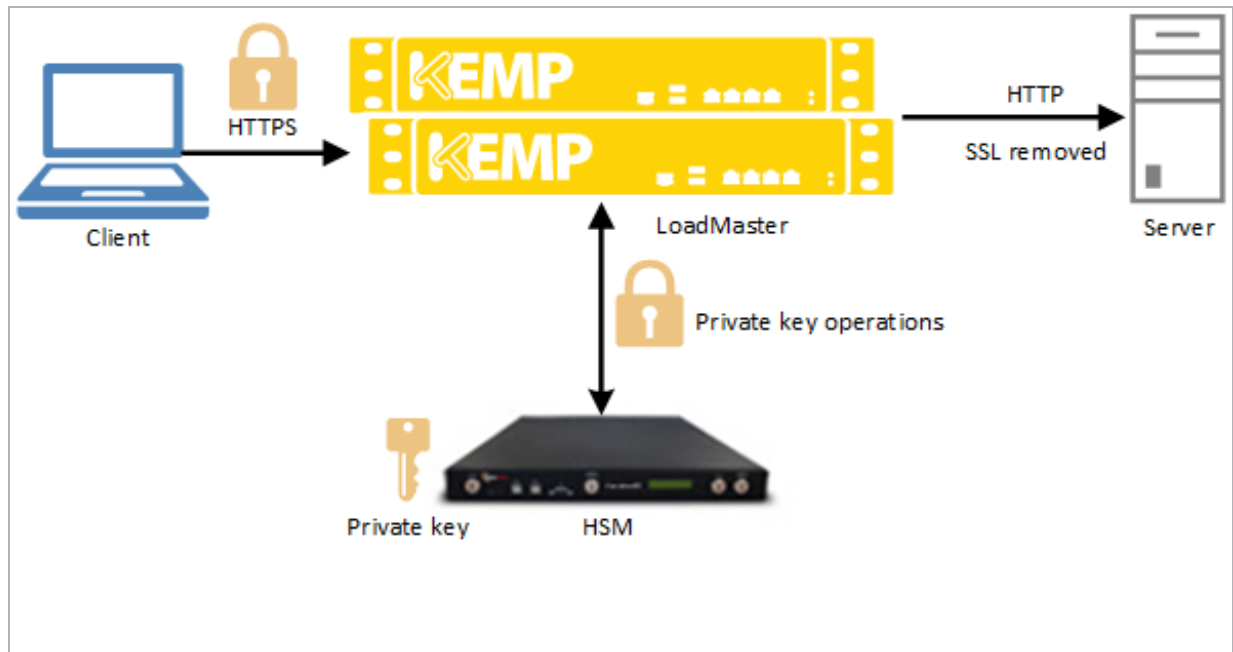 KEMP
HTTPS
KEMP
HTTP
SSL removed
Client
LoadMaster
Server
Private key operations
Private key
HSM